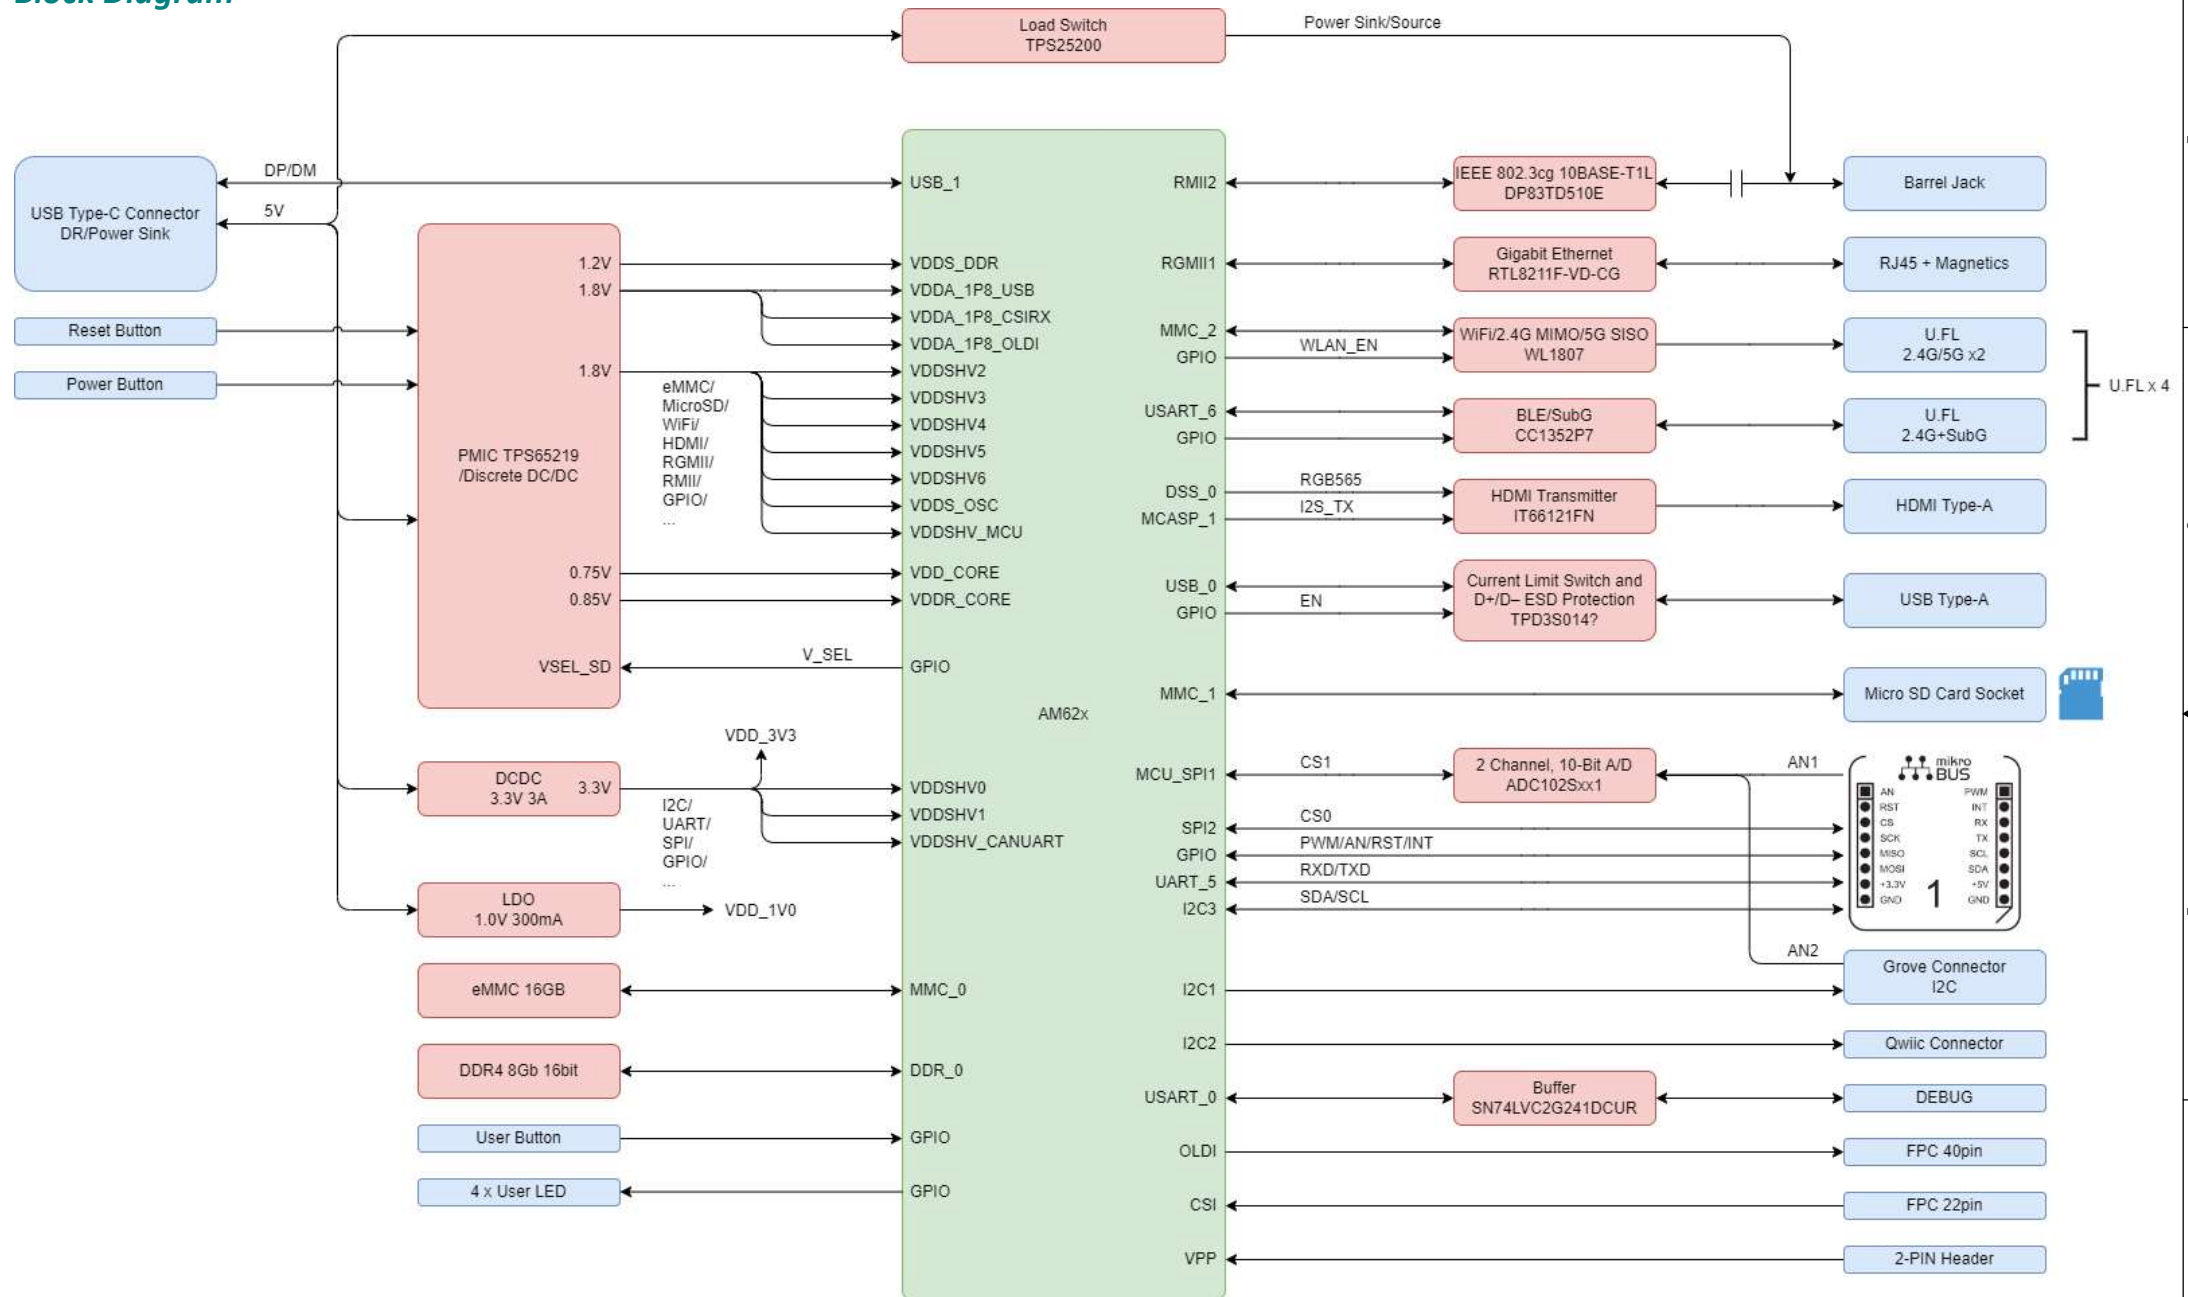 Block Diagram
Load Switch
TPS25200
Power Sink/Source
USB Type-C Connector
DR/Power Sink
DP/DM
5V
Reset Button
Power Button
PMIC TPS65219
/Discrete DC/DC
1.2V
1.8V
1.8V
0.75V
0.85V
VSEL_SD
V_SEL
eMMC/
MicroSD/
WiFi/
HDMI/
RGMII/
RMII/
GPIO/
...
DCDC
3.3V 3A
3.3V
VDD_3V3
I2C/
UART/
SPI/
GPIO/
...
LDO
1.0V 300mA
VDD_1V0
eMMC 16GB
DDR4 8Gb 16bit
User Button
4 x User LED
USB_1
VDDS_DDR
VDDA_1P8_USB
VDDA_1P8_CSIRX
VDDA_1P8_OLDI
VDDSHV2
VDDSHV3
VDDSHV4
VDDSHV5
VDDSHV6
VDDS_OSC
VDDSHV_MCU
VDD_CORE
VDDR_CORE
GPIO
AM62x
VDDSHV0
VDDSHV1
VDDSHV_CANUART
MMC_0
DDR_0
GPIO
GPIO
RMII2
RGMII1
MMC_2
GPIO
USART_6
GPIO
DSS_0
MCASP_1
USB_0
GPIO
MMC_1
MCU_SPI1
SPI2
GPIO
UART_5
I2C3
I2C1
I2C2
USART_0
OLDI
CSI
VPP
WLAN_EN
RGB565
I2S_TX
EN
CS1
CS0
PWM/AN/RST/INT
RXD/TXD
SDA/SCL
IEEE 802.3cg 10BASE-T1L
DP83TD510E
Gigabit Ethernet
RTL8211F-VD-CG
WiFi/2.4G MIMO/5G SISO
WL1807
BLE/SubG
CC1352P7
HDMI Transmitter
IT66121FN
Current Limit Switch and
D+/D– ESD Protection
TPD3S014?
2 Channel, 10-Bit A/D
ADC102Sxx1
Buffer
SN74LVC2G241DCUR
AN1
AN2
Barrel Jack
RJ45 + Magnetics
U.FL
2.4G/5G x2
U.FL
2.4G+SubG
U.FL x 4
HDMI Type-A
USB Type-A
Micro SD Card Socket
mikro
BUS
AN PWM
RST INT
CS RX
SCK TX
MISO SCL
MOSI SDA
+3.3V +5V
GND GND
1
Grove Connector
I2C
Qwiic Connector
DEBUG
FPC 40pin
FPC 22pin
2-PIN Header